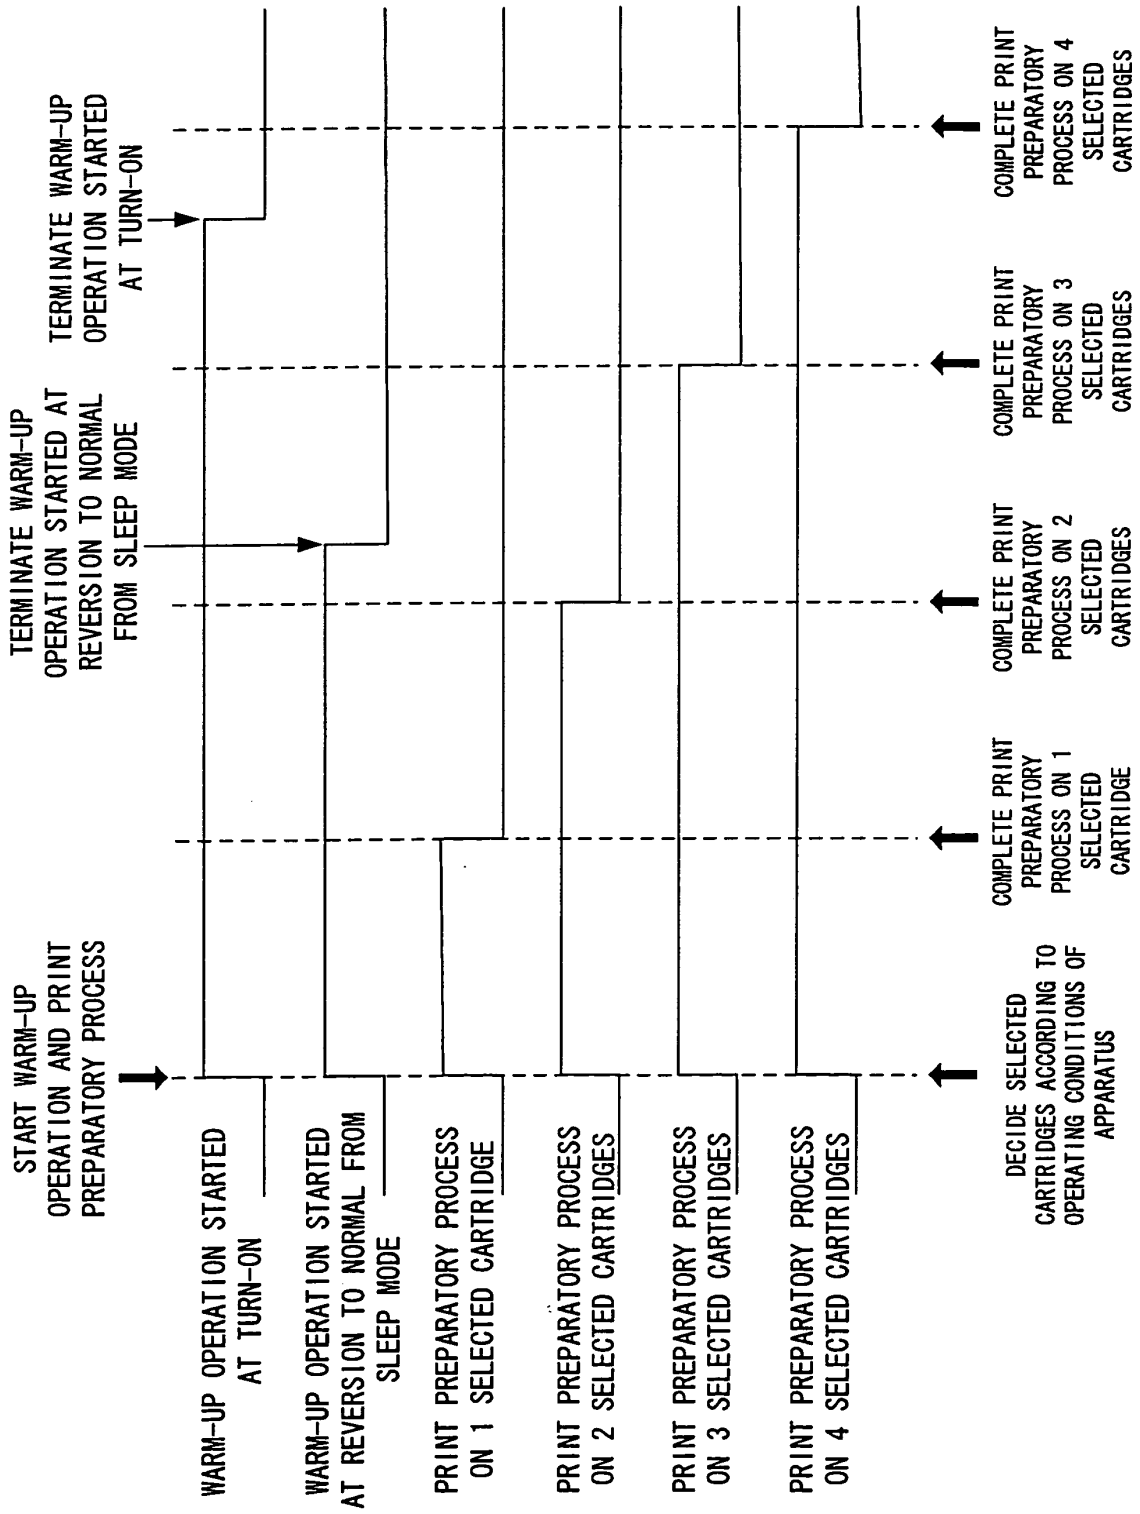 START WARM-UP
OPERATION AND PRINT
PREPARATORY PROCESS
TERMINATE WARM-UP
OPERATION STARTED AT
REVERSION TO NORMAL
FROM SLEEP MODE
TERMINATE WARM-UP
OPERATION STARTED
AT TURN-ON
WARM-UP OPERATION STARTED
AT TURN-ON
WARM-UP OPERATION STARTED
AT REVERSION TO NORMAL FROM
SLEEP MODE
PRINT PREPARATORY PROCESS
ON 1 SELECTED CARTRIDGE
PRINT PREPARATORY PROCESS
ON 2 SELECTED CARTRIDGES
PRINT PREPARATORY PROCESS
ON 3 SELECTED CARTRIDGES
PRINT PREPARATORY PROCESS
ON 4 SELECTED CARTRIDGES
DECIDE SELECTED
CARTRIDGES ACCORDING TO
OPERATING CONDITIONS OF
APPARATUS
COMPLETE PRINT
PREPARATORY
PROCESS ON 1
SELECTED
CARTRIDGE
COMPLETE PRINT
PREPARATORY
PROCESS ON 2
SELECTED
CARTRIDGES
COMPLETE PRINT
PREPARATORY
PROCESS ON 3
SELECTED
CARTRIDGES
COMPLETE PRINT
PREPARATORY
PROCESS ON 4
SELECTED
CARTRIDGES